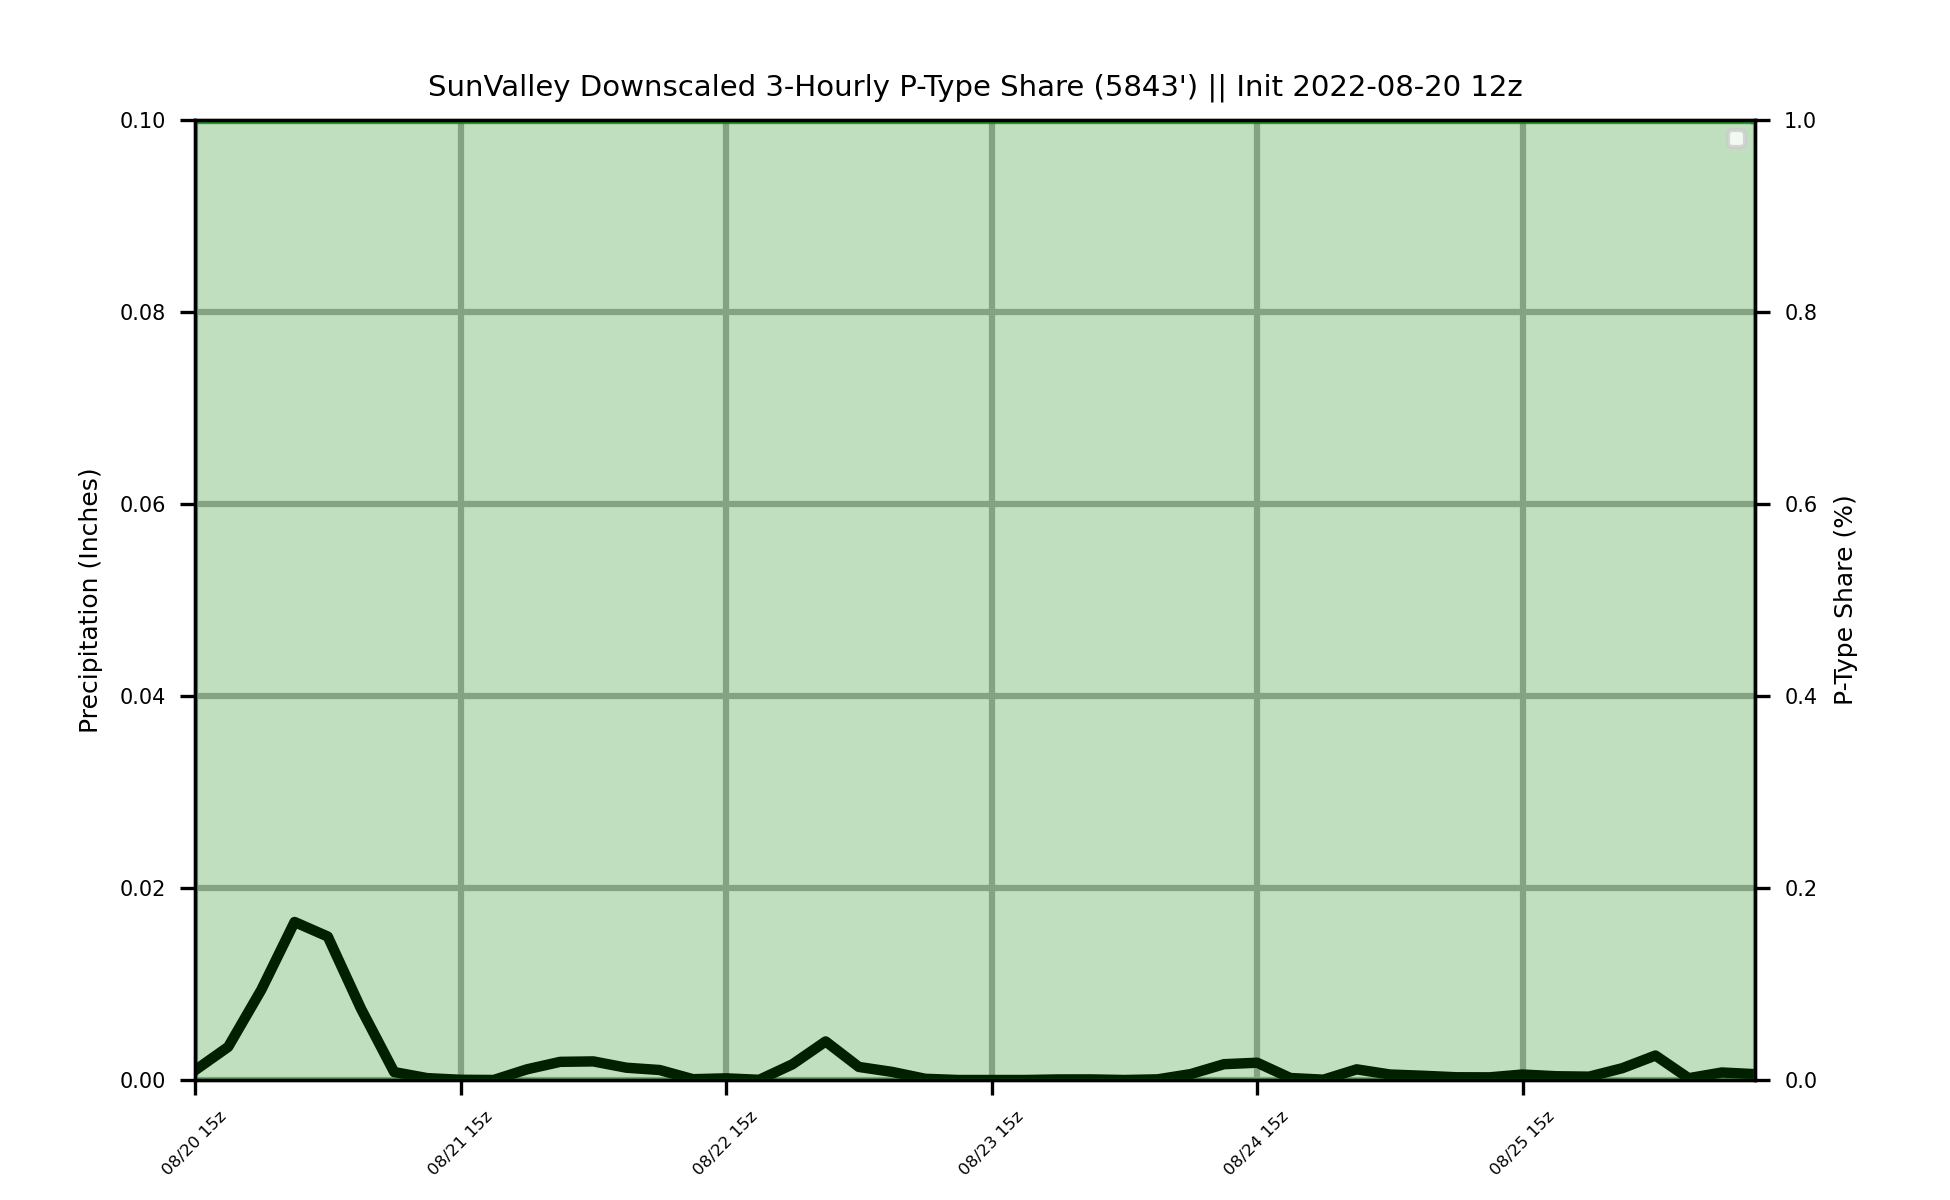 SunValley Downscaled 3-Hourly P-Type Share (5843') || Init 2022-08-20 12z
0.10
0.08
0.06
0.04
0.02
0.00
Precipitation (Inches)
1.0
0.8
0.6
0.4
0.2
0.0
P-Type Share (%)
08/20 15z
08/21 15z
08/22 15z
08/23 15z
08/24 15z
08/25 15z